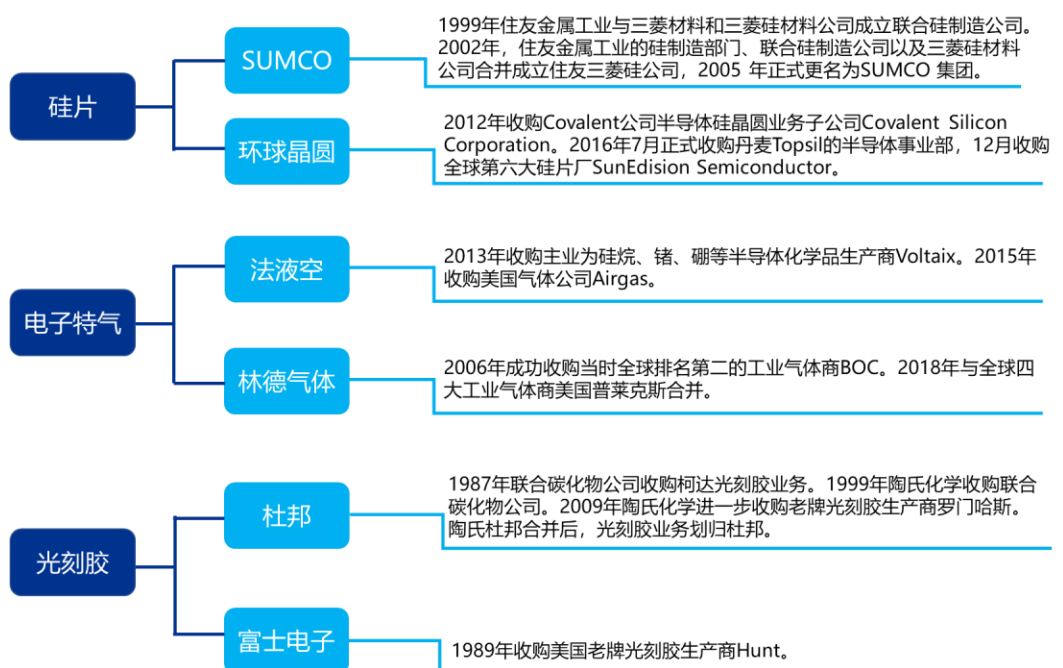 硅片
SUMCO
1999年住友金属工业与三菱材料和三菱硅材料公司成立联合硅制造公司。
2002年，住友金属工业的硅制造部门、联合硅制造公司以及三菱硅材料
公司合并成立住友三菱硅公司，2005 年正式更名为SUMCO 集团。
环球晶圆
2012年收购Covalent公司半导体硅晶圆业务子公司Covalent Silicon
Corporation。2016年7月正式收购丹麦Topsil的半导体事业部，12月收购
全球第六大硅片厂SunEdision Semiconductor。
电子特气
法液空
2013年收购主业为硅烷、锗、硼等半导体化学品生产商Voltaix。2015年
收购美国气体公司Airgas。
林德气体
2006年成功收购当时全球排名第二的工业气体商BOC。2018年与全球四
大工业气体商美国普莱克斯合并。
光刻胶
杜邦
1987年联合碳化物公司收购柯达光刻胶业务。1999年陶氏化学收购联合
碳化物公司。2009年陶氏化学进一步收购老牌光刻胶生产商罗门哈斯。
陶氏杜邦合并后，光刻胶业务划归杜邦。
富士电子
1989年收购美国老牌光刻胶生产商Hunt。